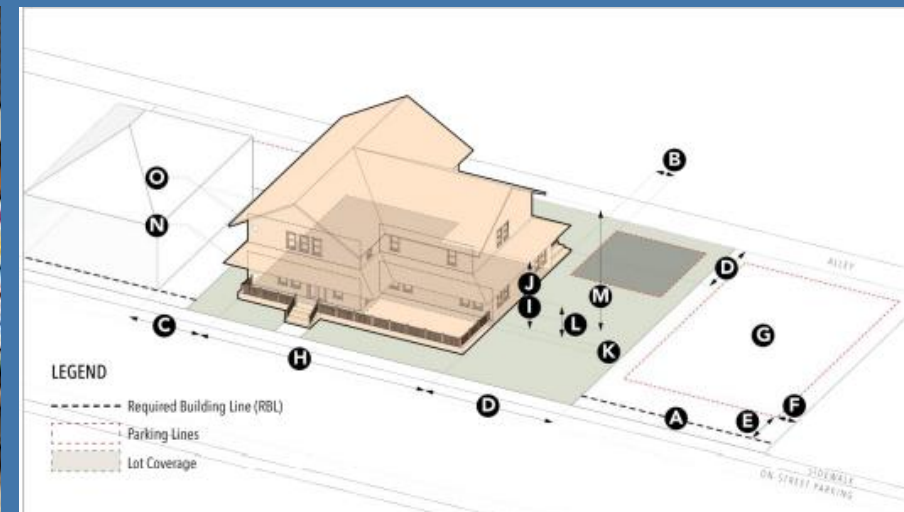 B
O
N
J
I
M
L
K
D
ALLEY
G
C
H
D
A
E
F
LEGEND
Required Building Line (RBL)
Parking Lines
Lot Coverage
SIDEWALK
ON STREET PARKING